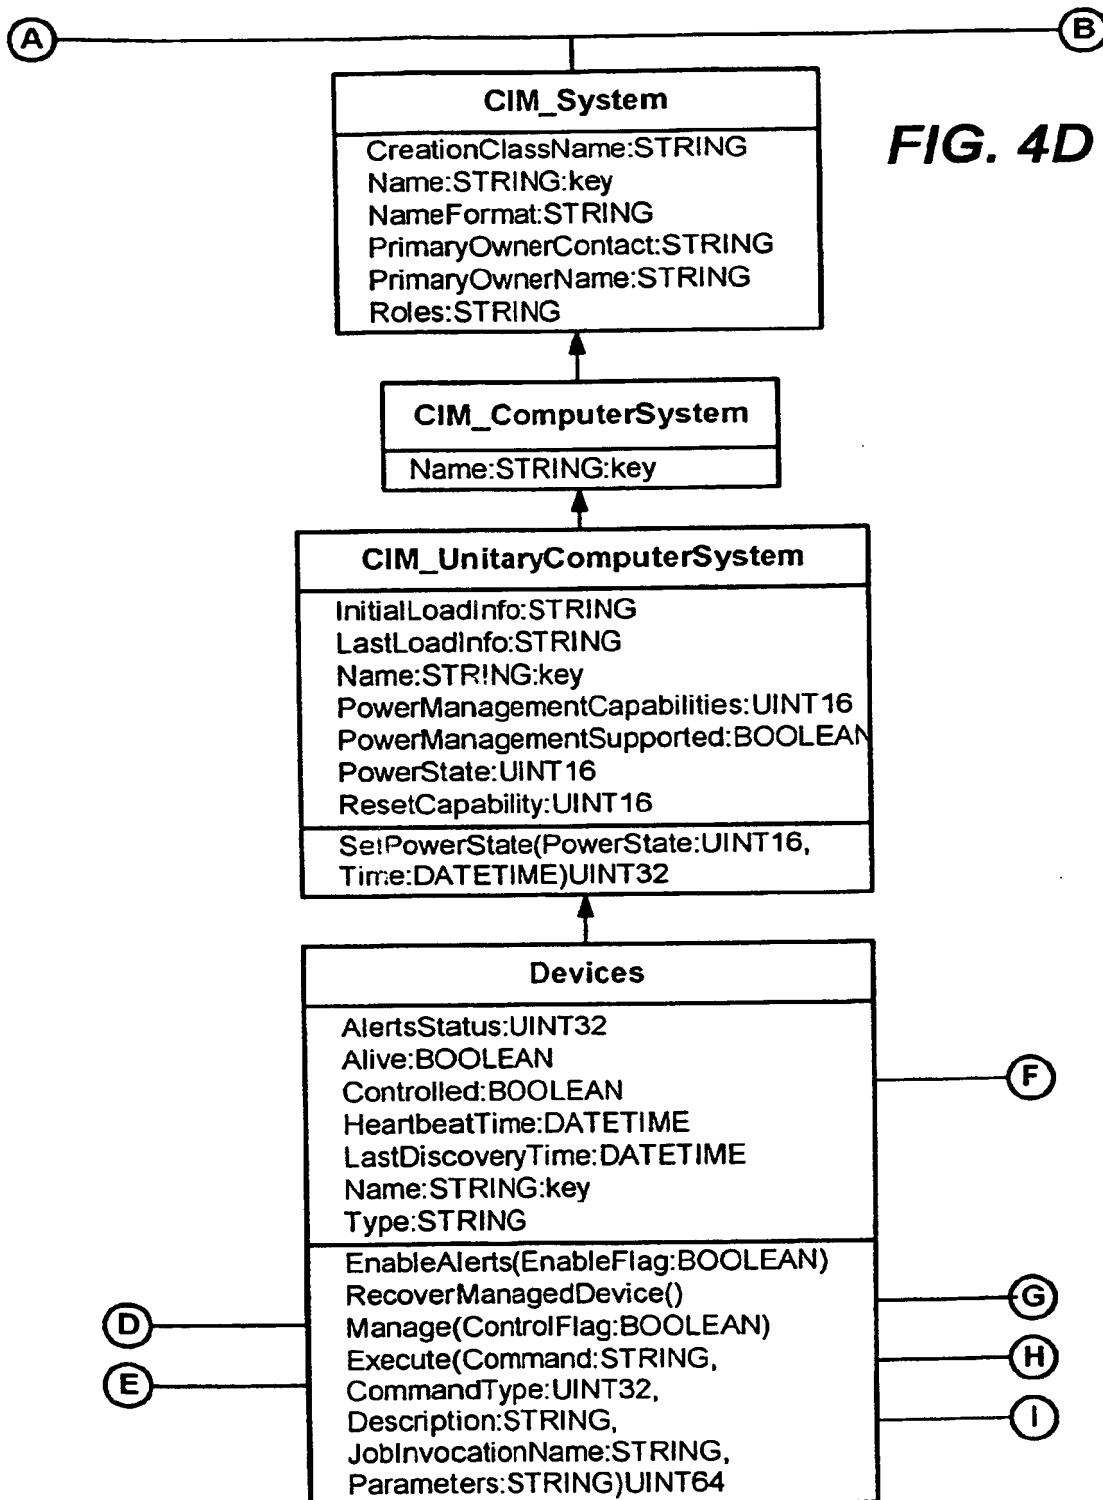 A
B
CIM_System
FIG. 4D
CreationClassName:STRING
Name:STRING:key
NameFormat:STRING
PrimaryOwnerContact:STRING
PrimaryOwnerName:STRING
Roles:STRING
CIM_ComputerSystem
Name:STRING:key
CIM_UnitaryComputerSystem
InitialLoadInfo:STRING
LastLoadInfo:STRING
Name:STRING:key
PowerManagementCapabilities:UINT16
PowerManagementSupported:BOOLEAN
PowerState:UINT16
ResetCapability:UINT16
SetPowerState(PowerState:UINT16,
Time:DATETIME)UINT32
Devices
AlertsStatus:UINT32
Alive:BOOLEAN
Controlled:BOOLEAN
HeartbeatTime:DATETIME
LastDiscoveryTime:DATETIME
Name:STRING:key
Type:STRING
F
EnableAlerts(EnableFlag:BOOLEAN)
RecoverManagedDevice()
Manage(ControlFlag:BOOLEAN)
Execute(Command:STRING,
CommandType:UINT32,
Description:STRING,
JobInvocationName:STRING,
Parameters:STRING)UINT64
D
E
G
H
I